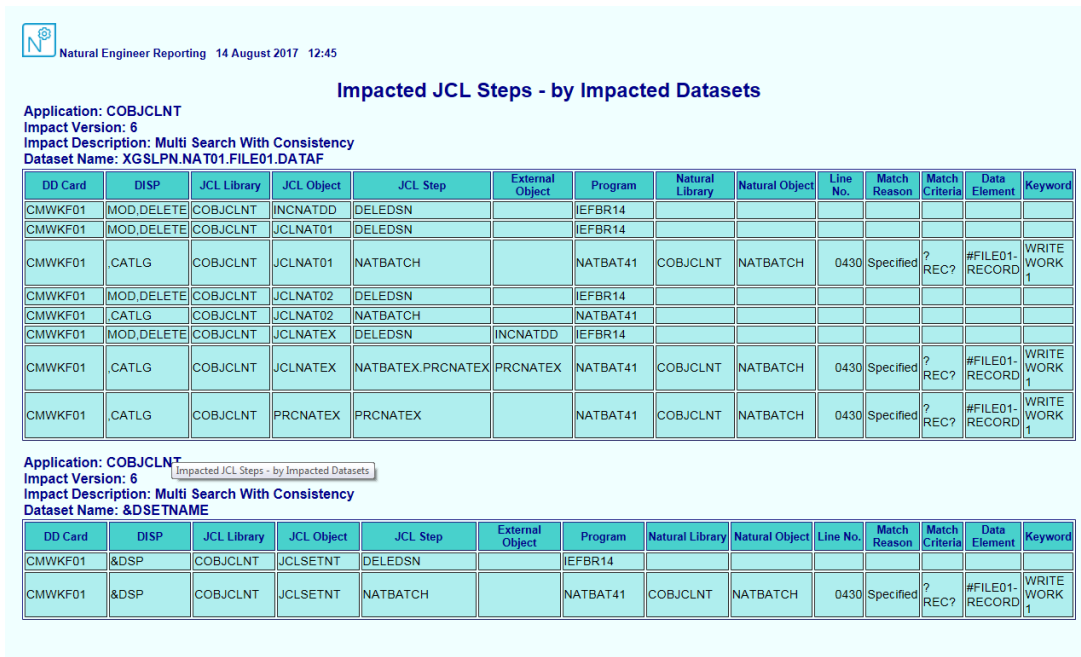 N
Natural Engineer Reporting 14 August 2017 12:45
Impacted JCL Steps - by Impacted Datasets
Application: COBJCLNT
Impact Version: 6
Impact Description: Multi Search With Consistency
Dataset Name: XGSLPN.NAT01.FILE01.DATAF
DD Card DISP JCL Library JCL Object JCL Step External Object Program Natural Library Natural Object Line No. Match Reason Match Criteria Data Element Keyword
CMWKF01 MOD,DELETE COBJCLNT INCNATDD DELEDSN IEFBR14
CMWKF01 MOD,DELETE COBJCLNT JCLNAT01 DELEDSN IEFBR14
CMWKF01 ,CATLG COBJCLNT JCLNAT01 NATBATCH NATBAT41 COBJCLNT NATBATCH 0430 Specified ? REC? #FILE01-RECORD WRITE WORK 1
CMWKF01 MOD,DELETE COBJCLNT JCLNAT02 DELEDSN IEFBR14
CMWKF01 ,CATLG COBJCLNT JCLNAT02 NATBATCH NATBAT41
CMWKF01 MOD,DELETE COBJCLNT JCLNATEX DELEDSN INCNATDD IEFBR14
CMWKF01 ,CATLG COBJCLNT JCLNATEX NATBATEX.PRCNATEX PRCNATEX NATBAT41 COBJCLNT NATBATCH 0430 Specified ? REC? #FILE01-RECORD WRITE WORK 1
CMWKF01 ,CATLG COBJCLNT PRCNATEX PRCNATEX NATBAT41 COBJCLNT NATBATCH 0430 Specified ? REC? #FILE01-RECORD WRITE WORK 1
Application: COBJCLNT
Impacted JCL Steps - by Impacted Datasets
Impact Version: 6
Impact Description: Multi Search With Consistency
Dataset Name: &DSETNAME
DD Card DISP JCL Library JCL Object JCL Step External Object Program Natural Library Natural Object Line No. Match Reason Match Criteria Data Element Keyword
CMWKF01 &DSP COBJCLNT JCLSETNT DELEDSN IEFBR14
CMWKF01 &DSP COBJCLNT JCLSETNT NATBATCH NATBAT41 COBJCLNT NATBATCH 0430 Specified ? REC? #FILE01-RECORD WRITE WORK 1